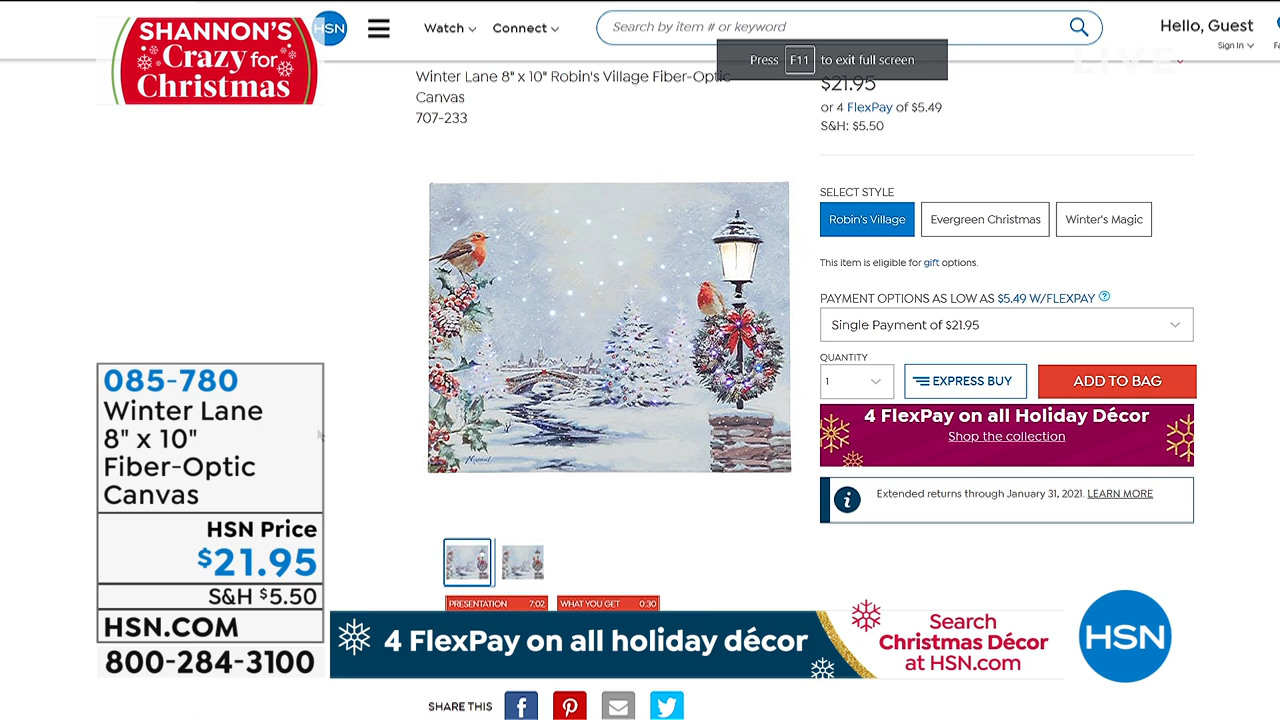 SHANNON'S
Crazy for
Christmas
HSN
Watch
Connect
Search by item # or keyword
Hello, Guest
Sign In
Press F11 to exit full screen
LIVE
Winter Lane 8" x 10" Robin's Village Fiber-Optic
Canvas
707-233
$21.95
or 4 FlexPay of $5.49
S&H: $5.50
SELECT STYLE
Robin's Village
Evergreen Christmas
Winter's Magic
This item is eligible for gift options.
PAYMENT OPTIONS AS LOW AS $5.49 W/FLEXPAY ?
Single Payment of $21.95
QUANTITY
1
EXPRESS BUY
ADD TO BAG
4 FlexPay on all Holiday Décor
Shop the collection
Extended returns through January 31, 2021. LEARN MORE
085-780
Winter Lane
8" x 10"
Fiber-Optic
Canvas
HSN Price
$21.95
S&H $5.50
HSN.COM
800-284-3100
PRESENTATION 7:02
WHAT YOU GET 0:30
4 FlexPay on all holiday décor
Search
Christmas Décor
at HSN.com
HSN
SHARE THIS